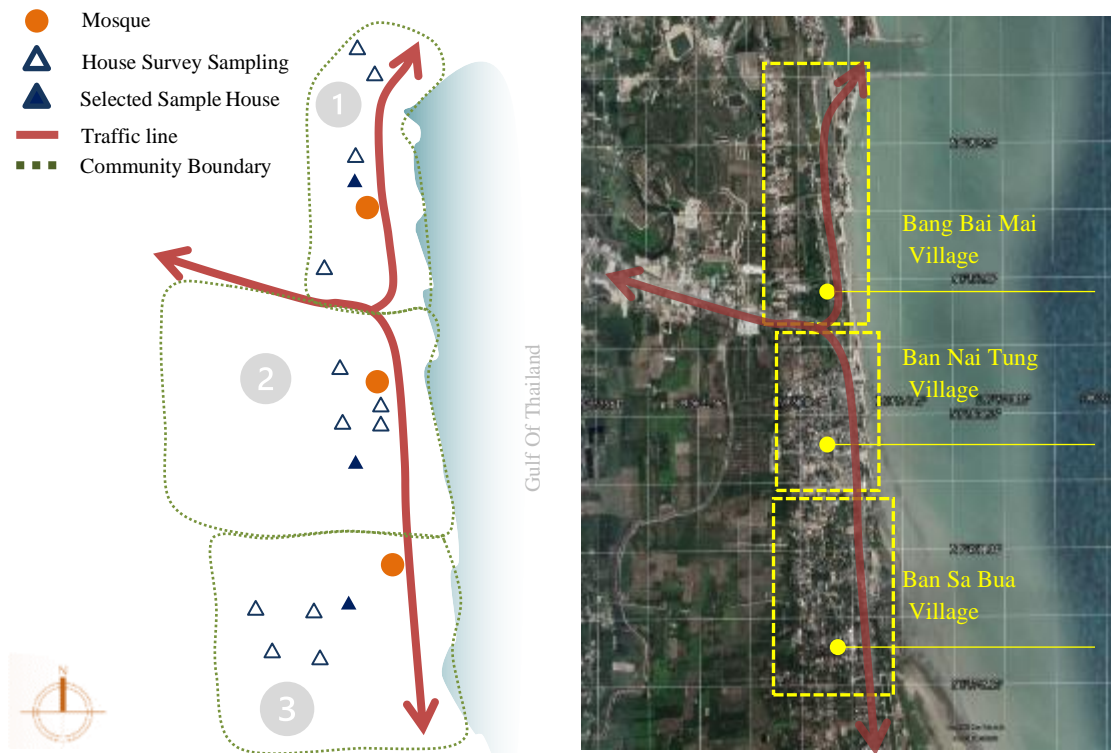 Mosque
House Survey Sampling
Selected Sample House
Traffic line
Community Boundary
1
2
3
Gulf Of Thailand
N
Bang Bai Mai
Village
Ban Nai Tung
Village
Ban Sa Bua
Village